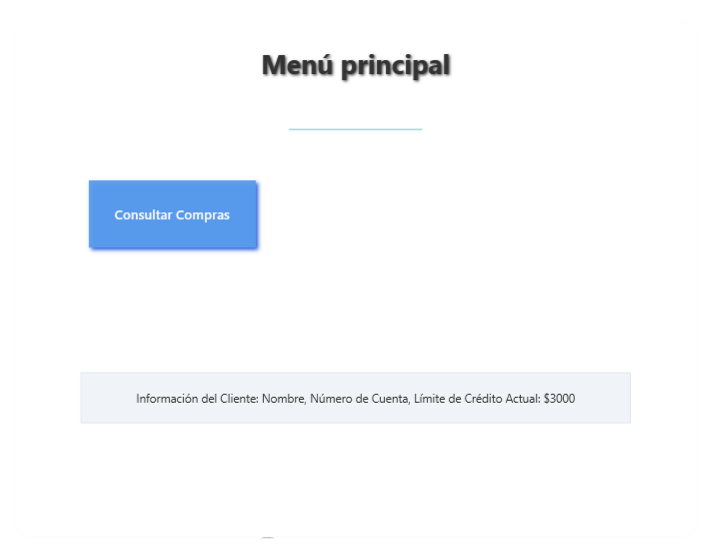 Menú principal
Consultar Compras
Información del Cliente: Nombre, Número de Cuenta, Límite de Crédito Actual: $3000